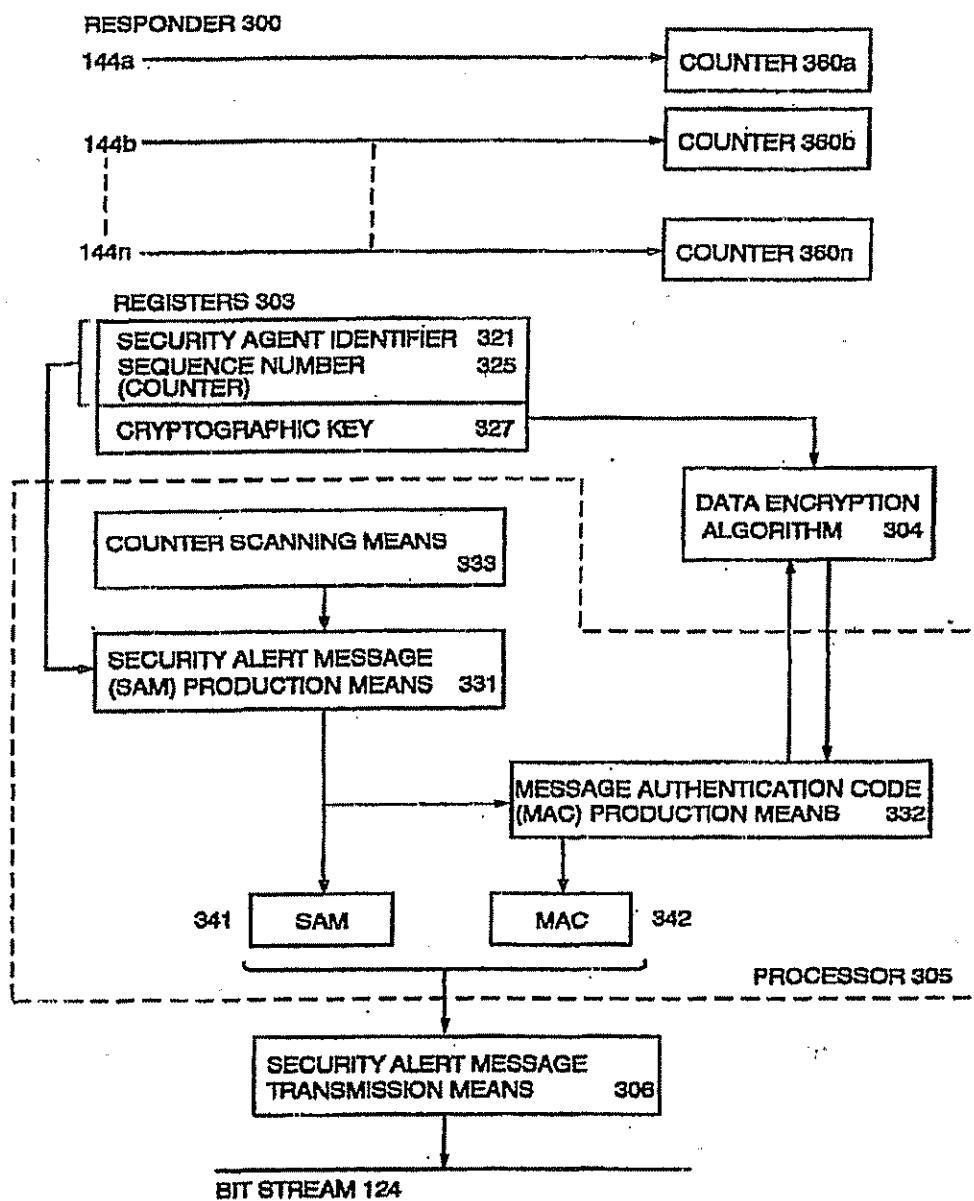 RESPONDER 300
144a
COUNTER 360a
144b
COUNTER 360b
144n
COUNTER 360n
REGISTERS 303
SECURITY AGENT IDENTIFIER 321
SEQUENCE NUMBER 325
(COUNTER)
CRYPTOGRAPHIC KEY 327
DATA ENCRYPTION
ALGORITHM 304
COUNTER SCANNING MEANS
333
SECURITY ALERT MESSAGE
(SAM) PRODUCTION MEANS 331
MESSAGE AUTHENTICATION CODE
(MAC) PRODUCTION MEANS 332
341 SAM
MAC 342
PROCESSOR 305
SECURITY ALERT MESSAGE
TRANSMISSION MEANS 306
BIT STREAM 124